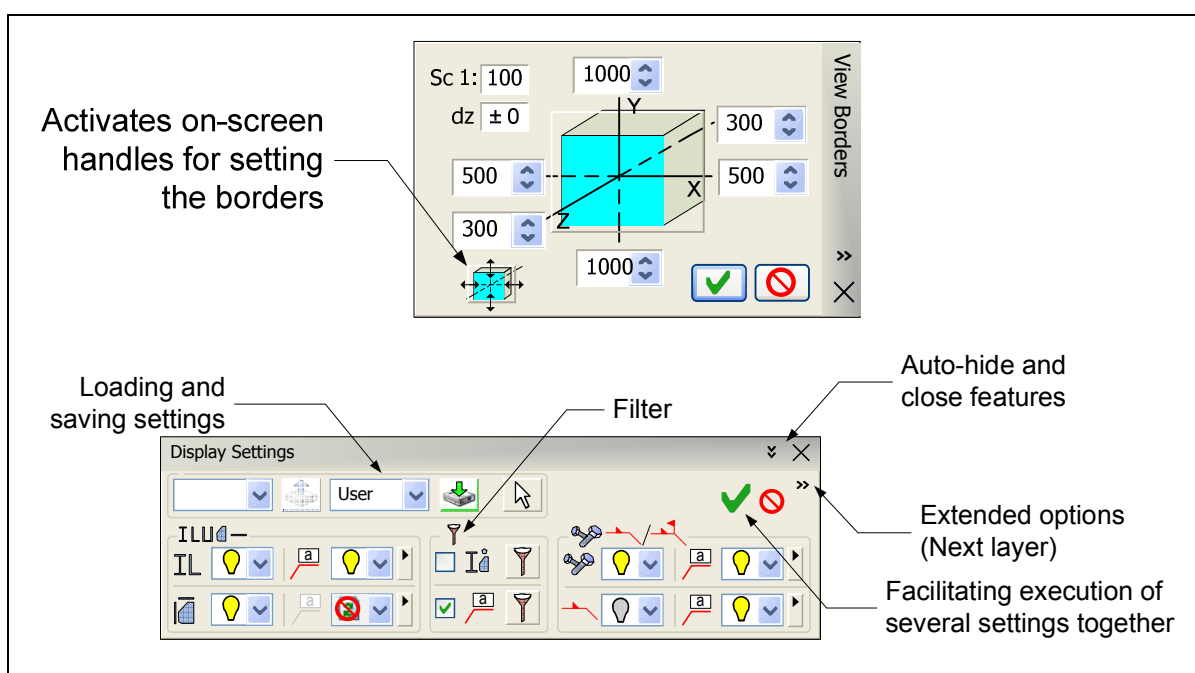 Activates on-screen
handles for setting
the borders
Sc 1: 100
1000
dz ± 0
Y
300
500
X
500
300
Z
1000
View Borders
»
Loading and
saving settings
Filter
Auto-hide and
close features
Display Settings
User
»
a
a
a
a
Extended options
(Next layer)
Facilitating execution of
several settings together
a